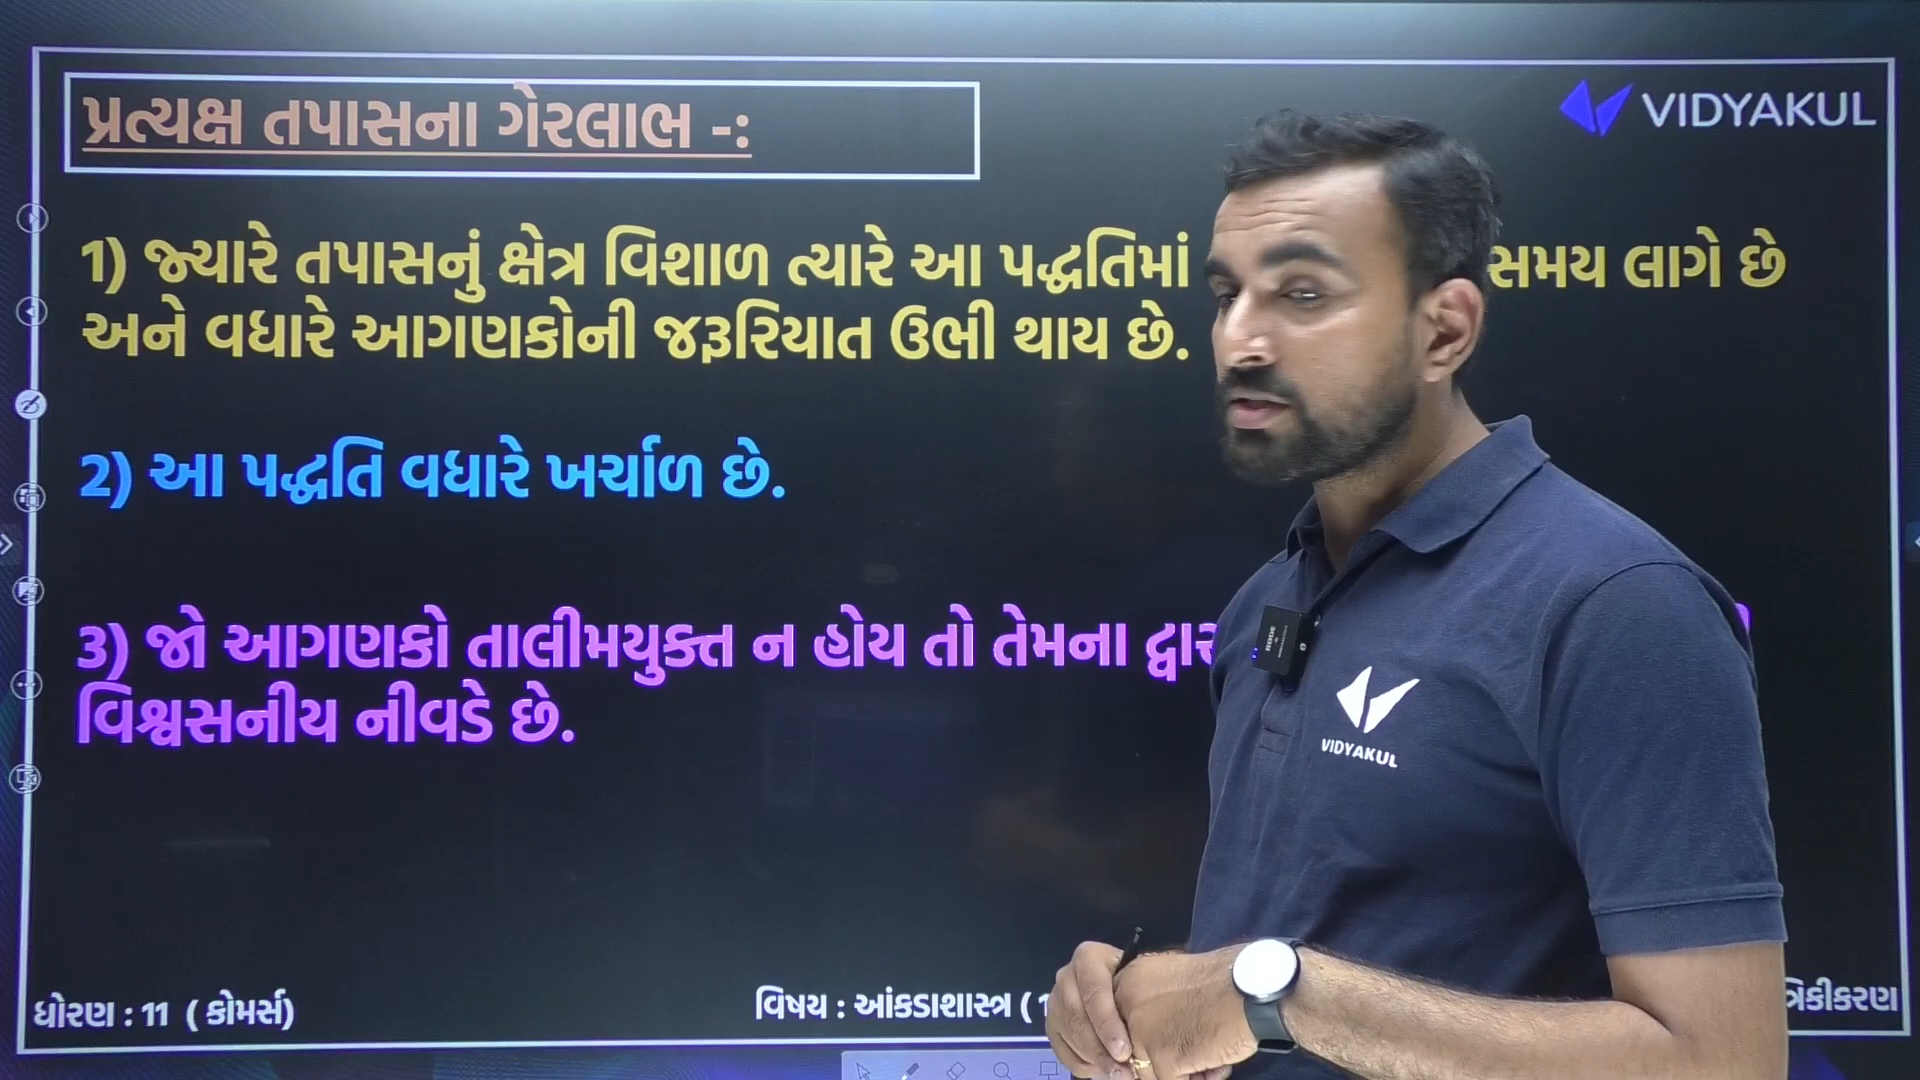 પ્રત્યક્ષ તપાસના ગેરલાભ -:
VIDYAKUL
1) જ્યારે તપાસનું ક્ષેત્ર વિશાળ ત્યારે આ પદ્ધતિમાં સમય લાગે છે
અને વધારે આગણકોની જરૂરિયાત ઉભી થાય છે.
2) આ પદ્ધતિ વધારે ખર્ચાળ છે.
3) જો આગણકો તાલીમયુક્ત ન હોય તો તેમના
વિશ્વસનીય નીવડે છે.
VIDYAKUL
ધોરણ : 11 ( કોમર્સ)
વિષય : આંકડાશાસ્ત્ર (